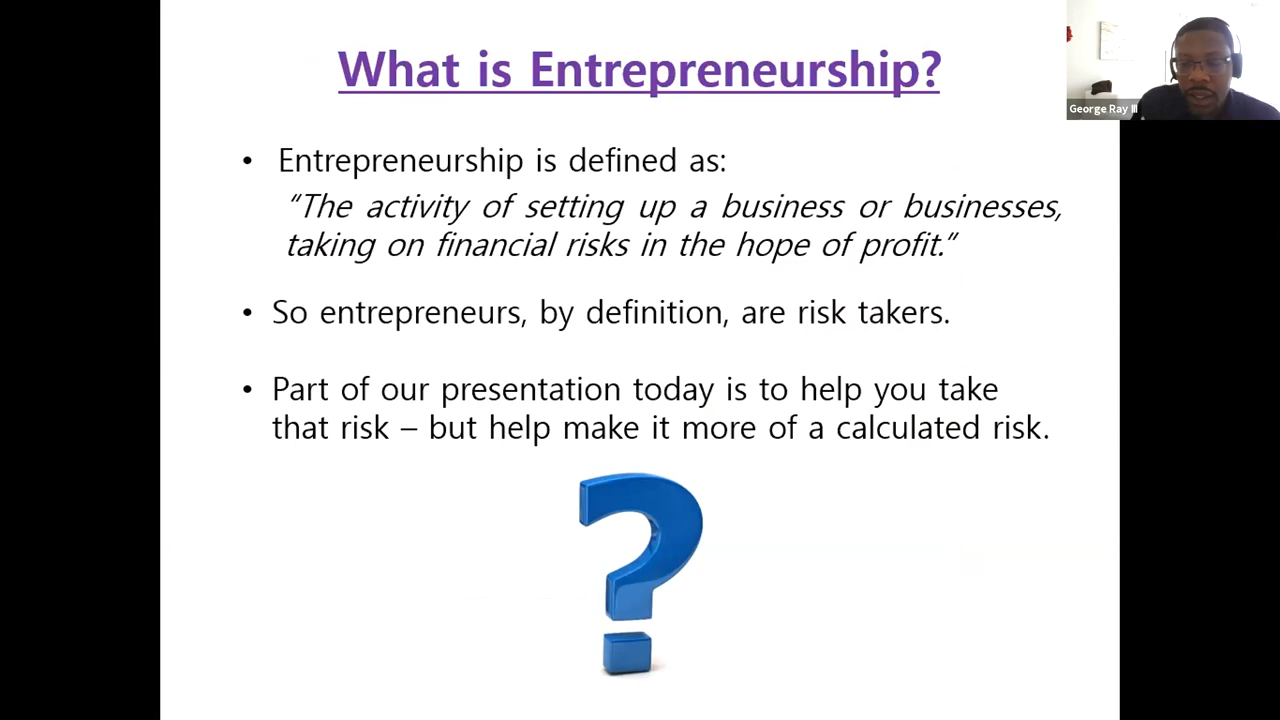 What is Entrepreneurship?
George Ray III
• Entrepreneurship is defined as:
“The activity of setting up a business or businesses,
taking on financial risks in the hope of profit.”
• So entrepreneurs, by definition, are risk takers.
• Part of our presentation today is to help you take
that risk – but help make it more of a calculated risk.
?